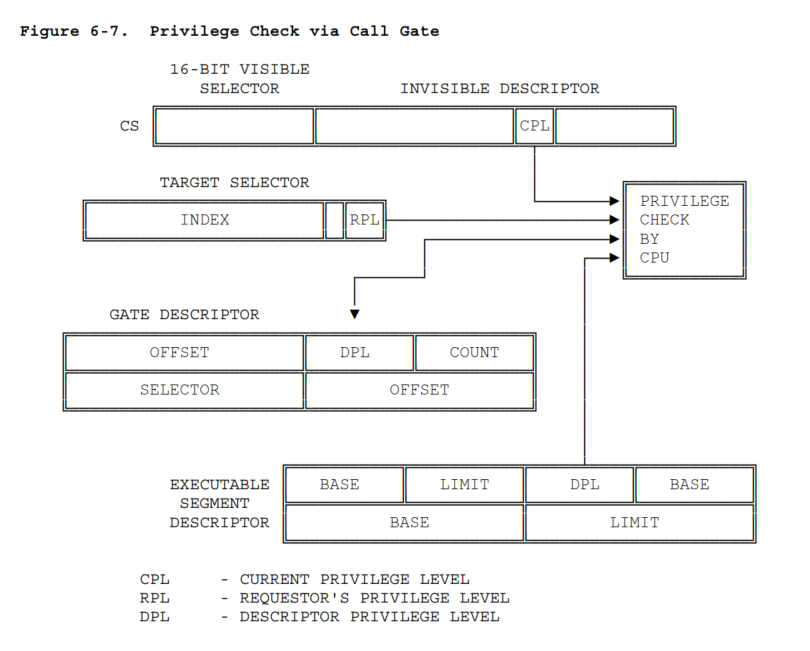 Figure 6-7. Privilege Check via Call Gate
16-BIT VISIBLE
SELECTOR INVISIBLE DESCRIPTOR
CS CPL
TARGET SELECTOR
INDEX RPL
PRIVILEGE
CHECK
BY
CPU
GATE DESCRIPTOR
OFFSET DPL COUNT
SELECTOR OFFSET
EXECUTABLE BASE LIMIT DPL BASE
SEGMENT
DESCRIPTOR BASE LIMIT
CPL - CURRENT PRIVILEGE LEVEL
RPL - REQUESTOR'S PRIVILEGE LEVEL
DPL - DESCRIPTOR PRIVILEGE LEVEL